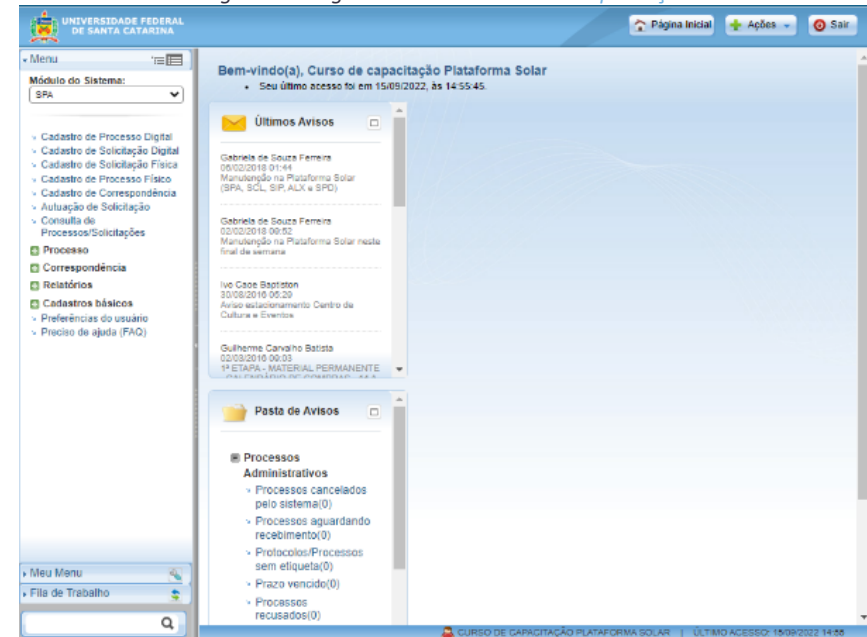 UNIVERSIDADE FEDERAL
DE SANTA CATARINA
Página Inicial
Ações
Sair
Menu
Módulo do Sistema:
SPA
Cadastro de Processo Digital
Cadastro de Solicitação Digital
Cadastro de Solicitação Física
Cadastro de Processo Físico
Cadastro de Correspondência
Autuação de Solicitação
Consulta de
Processos/Solicitações
Processo
Correspondência
Relatórios
Cadastros básicos
Preferências do usuário
Preciso de ajuda (FAQ)
Meu Menu
Fila de Trabalho
Bem-vindo(a), Curso de capacitação Plataforma Solar
Seu último acesso foi em 15/09/2022, às 14:55:45.
Últimos Avisos
Gabriela de Souza Ferreira
06/02/2018 01:44
Manutenção na Plataforma Solar
(SPA, SCL, SIP, ALX e SPD)
Gabriela de Souza Ferreira
02/02/2018 09:52
Manutenção na Plataforma Solar neste
final de semana
Ivo Caoe Baptiston
30/08/2016 05:29
Aviso estacionamento Centro de
Cultura e Eventos
Guilherme Carvalho Batista
02/03/2016 09:03
1ª ETAPA - MATERIAL PERMANENTE
Pasta de Avisos
Processos
Administrativos
Processos cancelados
pelo sistema(0)
Processos aguardando
recebimento(0)
Protocolos/Processos
sem etiqueta(0)
Prazo vencido(0)
Processos
recusados(0)
CURSO DE CAPACITAÇÃO PLATAFORMA SOLAR | ÚLTIMO ACESSO: 15/09/2022 14:55